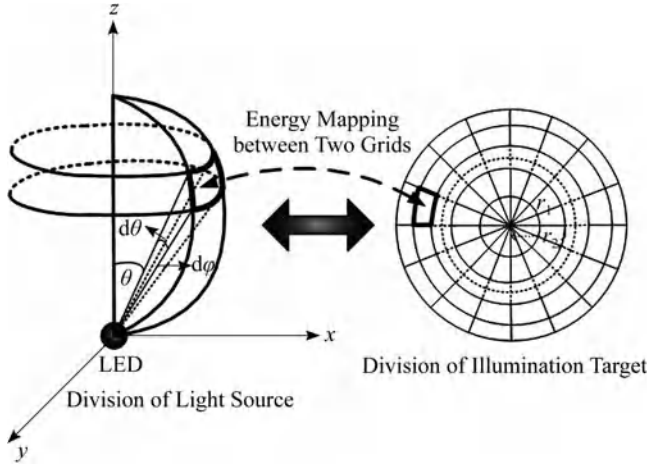 z
Energy Mapping
between Two Grids
dθ
θ
dφ
r₁
r₂
x
LED
Division of Illumination Target
Division of Light Source
y